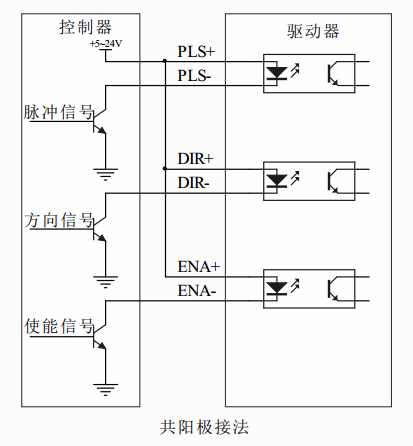 控制器
驱动器
+5~24V
PLS+
PLS-
脉冲信号
DIR+
DIR-
方向信号
ENA+
ENA-
使能信号
共阳极接法